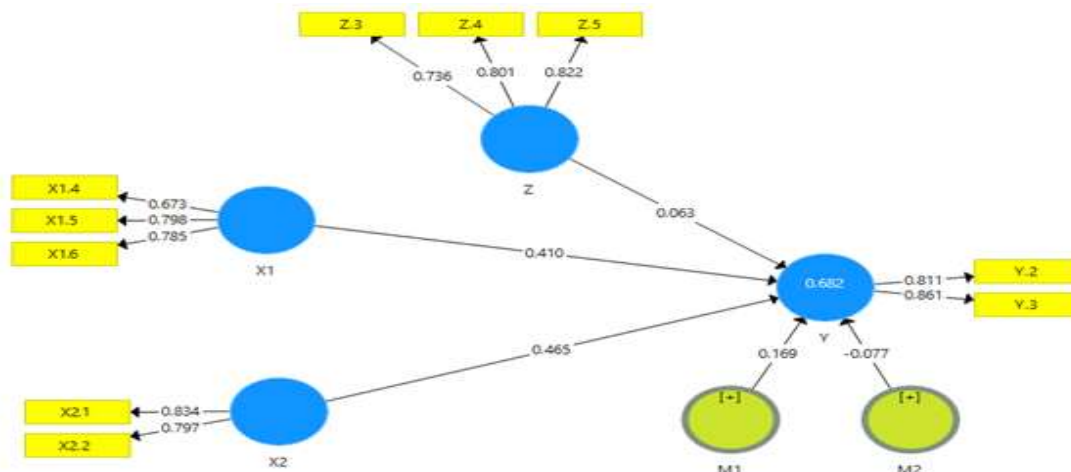 Z.3 Z.4 Z.5
0.736 0.801 0.822
Z
X1.4
X1.5
X1.6
0.673
0.798
0.785
X1
0.063
0.410
0.682
Y
0.811
0.861
Y.2
Y.3
0.465
0.169 -0.077
X2.1
X2.2
0.834
0.797
X2
[+] [+]
M1 M2